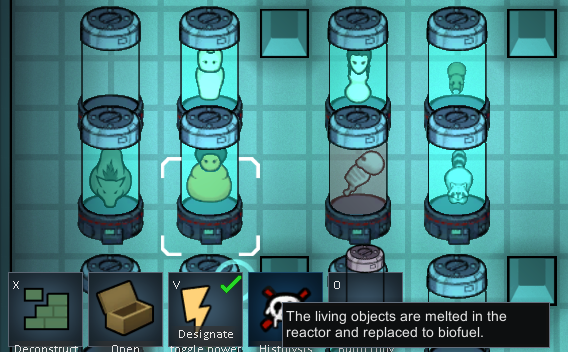 X
V
O
Designate
toggle power
The living objects are melted in the
reactor and replaced to biofuel.
Deconstruct
Open
Histolysis